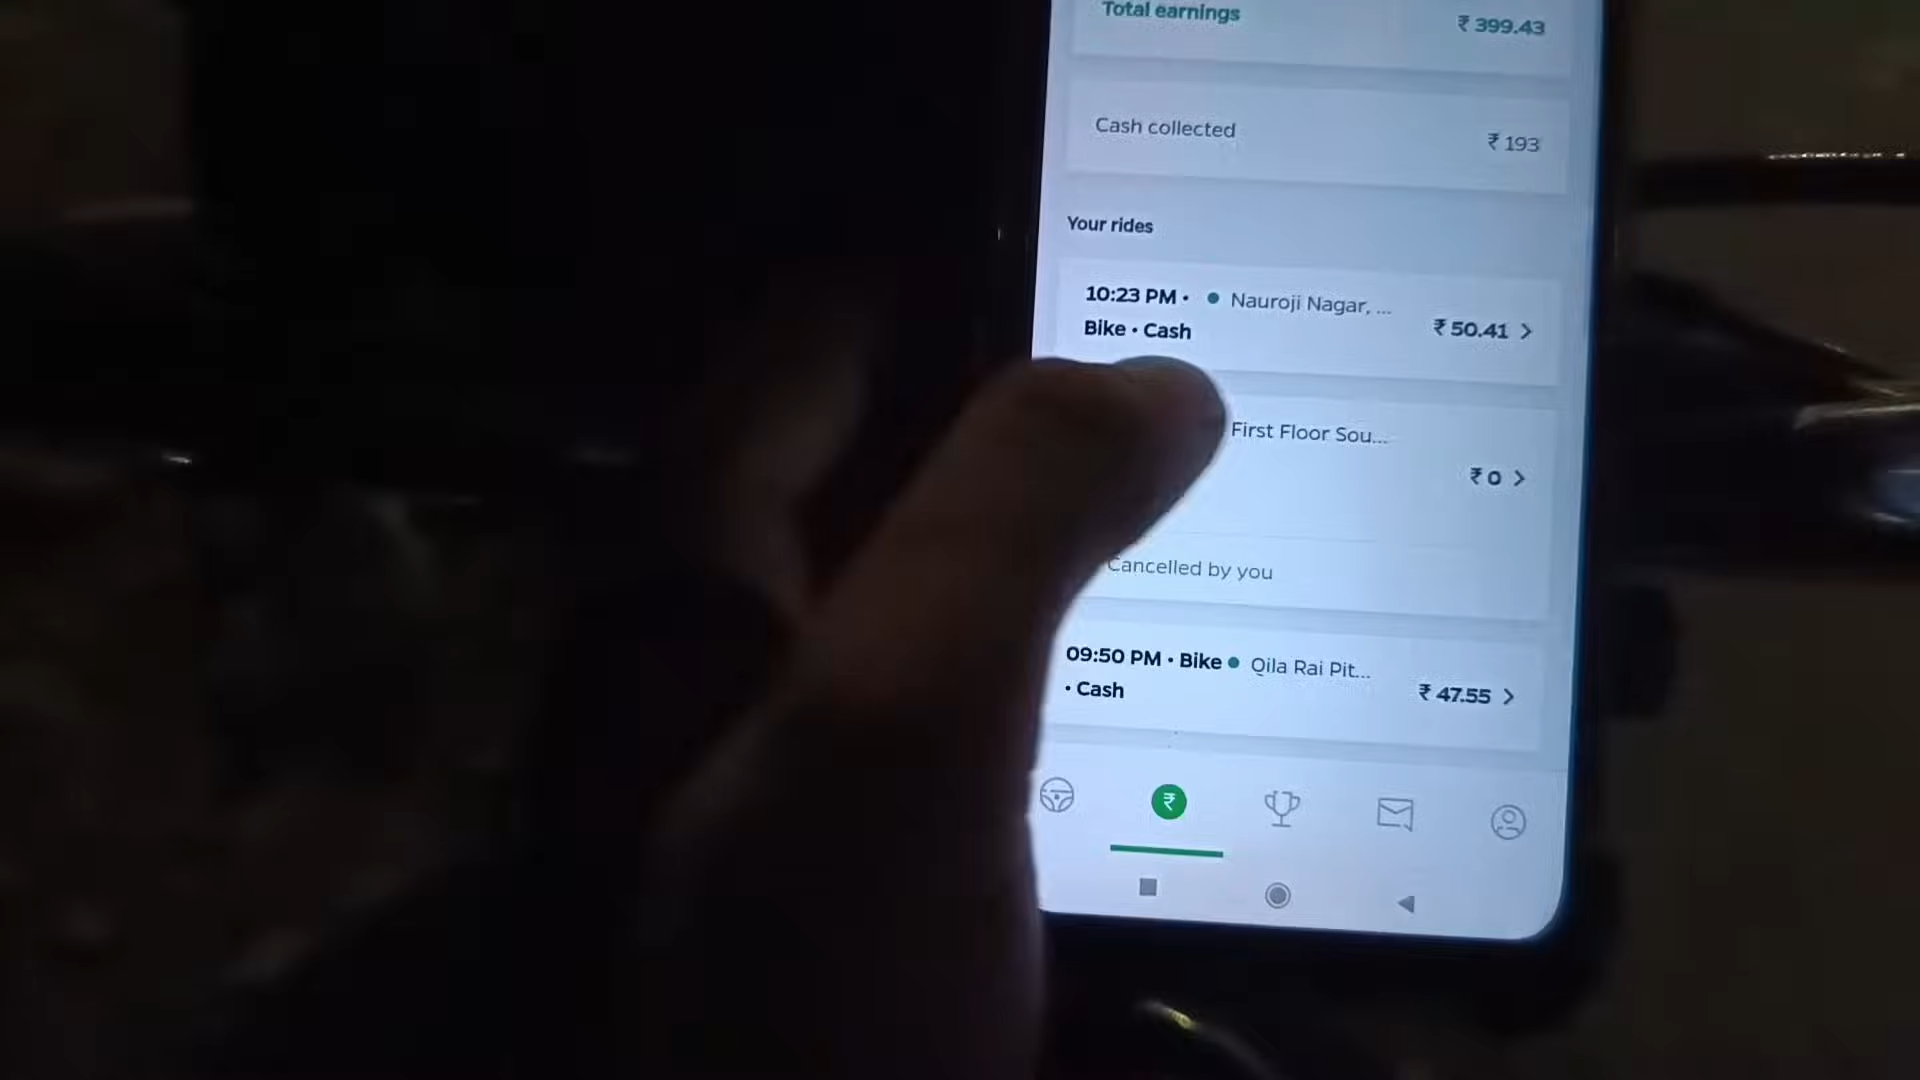 Total earnings ₹ 399.43
Cash collected ₹ 193
Your rides
10:23 PM • Nauroji Nagar, ...
Bike • Cash ₹ 50.41
First Floor Sou...
₹ 0
Cancelled by you
09:50 PM • Bike Qila Rai Pit...
• Cash ₹ 47.55
₹